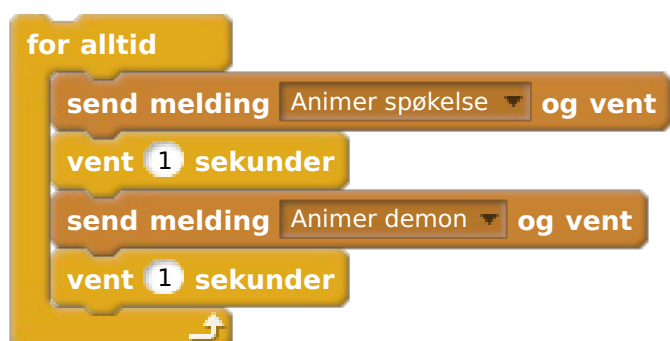 for alltid
send melding Animer spøkelse og vent
vent 1 sekunder
send melding Animer demon og vent
vent 1 sekunder